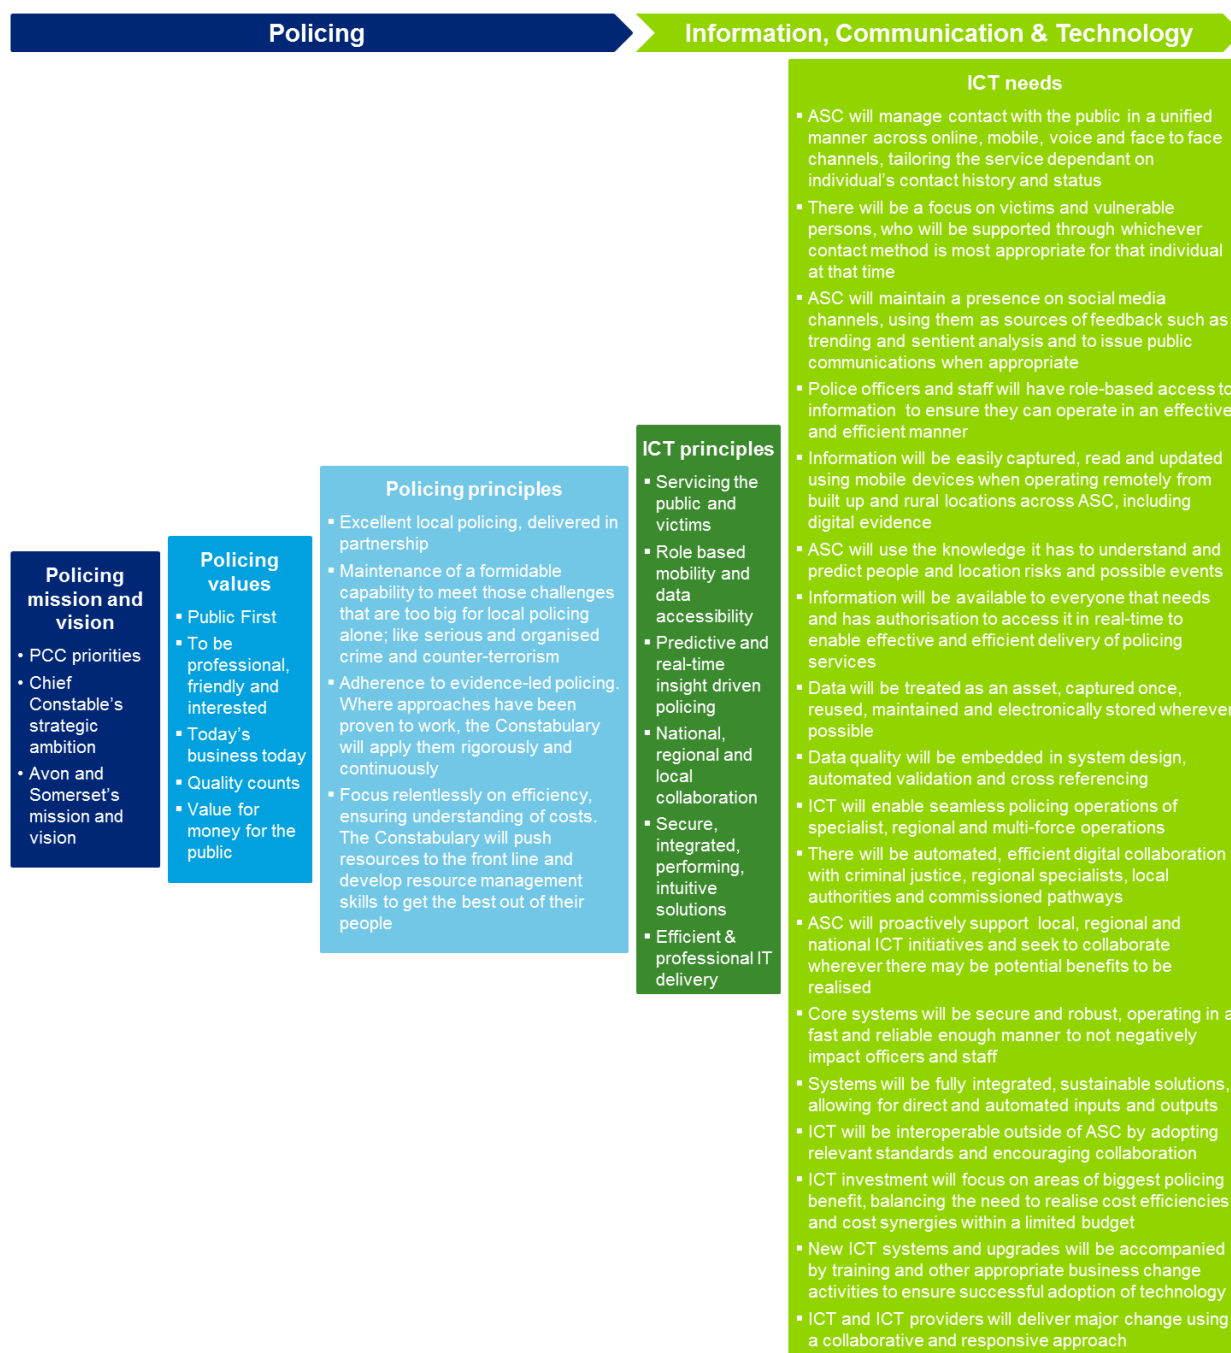 Policing
Information, Communication & Technology
Policing
mission and
vision
• PCC priorities
• Chief
Constable's
strategic
ambition
• Avon and
Somerset's
mission and
vision
Policing
values
▪ Public First
▪ To be
professional,
friendly and
interested
▪ Today's
business today
▪ Quality counts
▪ Value for
money for the
public
Policing principles
▪ Excellent local policing, delivered in
partnership
▪ Maintenance of a formidable
capability to meet those challenges
that are too big for local policing
alone; like serious and organised
crime and counter-terrorism
▪ Adherence to evidence-led policing.
Where approaches have been
proven to work, the Constabulary
will apply them rigorously and
continuously
▪ Focus relentlessly on efficiency,
ensuring understanding of costs.
The Constabulary will push
resources to the front line and
develop resource management
skills to get the best out of their
people
ICT principles
▪ Servicing the
public and
victims
▪ Role based
mobility and
data
accessibility
▪ Predictive and
real-time
insight driven
policing
▪ National,
regional and
local
collaboration
▪ Secure,
integrated,
performing,
intuitive
solutions
▪ Efficient &
professional IT
delivery
ICT needs
▪ ASC will manage contact with the public in a unified
manner across online, mobile, voice and face to face
channels, tailoring the service dependant on
individual's contact history and status
▪ There will be a focus on victims and vulnerable
persons, who will be supported through whichever
contact method is most appropriate for that individual
at that time
▪ ASC will maintain a presence on social media
channels, using them as sources of feedback such as
trending and sentient analysis and to issue public
communications when appropriate
▪ Police officers and staff will have role-based access to
information to ensure they can operate in an effective
and efficient manner
▪ Information will be easily captured, read and updated
using mobile devices when operating remotely from
built up and rural locations across ASC, including
digital evidence
▪ ASC will use the knowledge it has to understand and
predict people and location risks and possible events
▪ Information will be available to everyone that needs
and has authorisation to access it in real-time to
enable effective and efficient delivery of policing
services
▪ Data will be treated as an asset, captured once,
reused, maintained and electronically stored wherever
possible
▪ Data quality will be embedded in system design,
automated validation and cross referencing
▪ ICT will enable seamless policing operations of
specialist, regional and multi-force operations
▪ There will be automated, efficient digital collaboration
with criminal justice, regional specialists, local
authorities and commissioned pathways
▪ ASC will proactively support local, regional and
national ICT initiatives and seek to collaborate
wherever there may be potential benefits to be
realised
▪ Core systems will be secure and robust, operating in a
fast and reliable enough manner to not negatively
impact officers and staff
▪ Systems will be fully integrated, sustainable solutions,
allowing for direct and automated inputs and outputs
▪ ICT will be interoperable outside of ASC by adopting
relevant standards and encouraging collaboration
▪ ICT investment will focus on areas of biggest policing
benefit, balancing the need to realise cost efficiencies
and cost synergies within a limited budget
▪ New ICT systems and upgrades will be accompanied
by training and other appropriate business change
activities to ensure successful adoption of technology
▪ ICT and ICT providers will deliver major change using
a collaborative and responsive approach